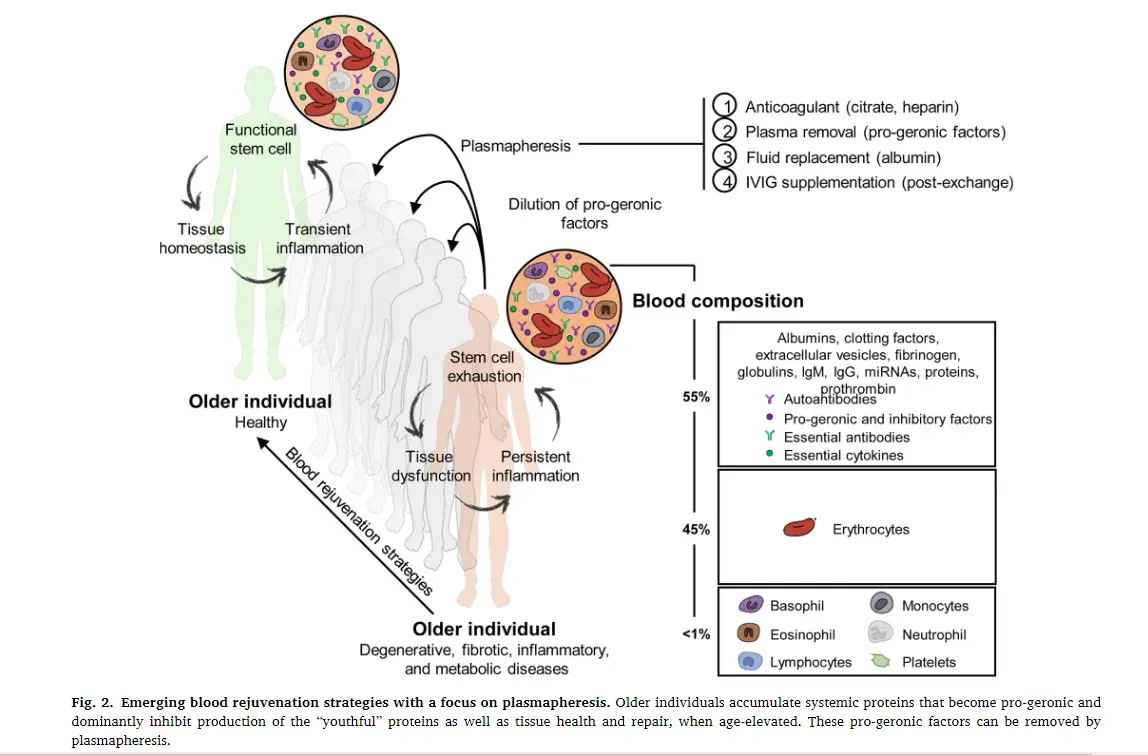 Functional
stem cell
Tissue
homeostasis
Transient
inflammation
Older individual
Healthy
Plasmapheresis
1 Anticoagulant (citrate, heparin)
2 Plasma removal (pro-geronic factors)
3 Fluid replacement (albumin)
4 IVIG supplementation (post-exchange)
Dilution of pro-geronic
factors
Stem cell
exhaustion
Tissue
dysfunction
Persistent
inflammation
Blood rejuvenation strategies
Older individual
Degenerative, fibrotic, inflammatory,
and metabolic diseases
Blood composition
55%
Albumins, clotting factors,
extracellular vesicles, fibrinogen,
globulins, IgM, IgG, miRNAs, proteins,
prothrombin
Autoantibodies
Pro-geronic and inhibitory factors
Essential antibodies
Essential cytokines
45%
Erythrocytes
<1%
Basophil
Monocytes
Eosinophil
Neutrophil
Lymphocytes
Platelets
Fig. 2. Emerging blood rejuvenation strategies with a focus on plasmapheresis. Older individuals accumulate systemic proteins that become pro-geronic and
dominantly inhibit production of the “youthful” proteins as well as tissue health and repair, when age-elevated. These pro-geronic factors can be removed by
plasmapheresis.